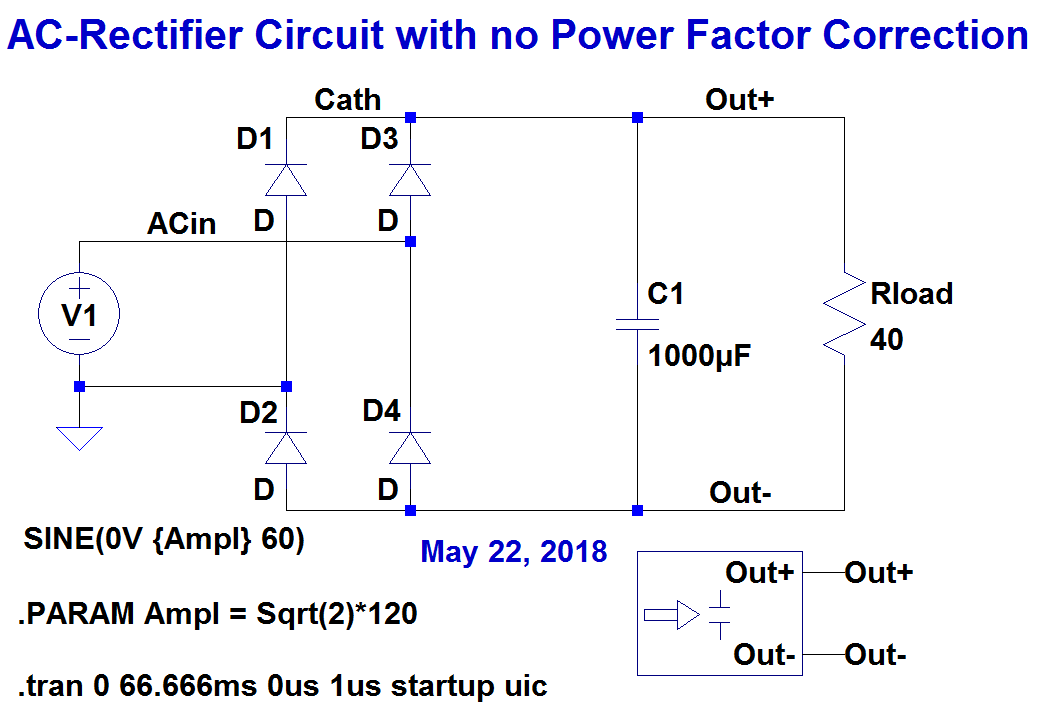 AC-Rectifier Circuit with no Power Factor Correction
Cath
Out+
D1
D3
ACin
D
D
V1
C1
1000µF
Rload
40
D2
D4
D
D
Out-
SINE(0V {Ampl} 60)
May 22, 2018
.PARAM Ampl = Sqrt(2)*120
.tran 0 66.666ms 0us 1us startup uic
Out+
Out+
Out-
Out-